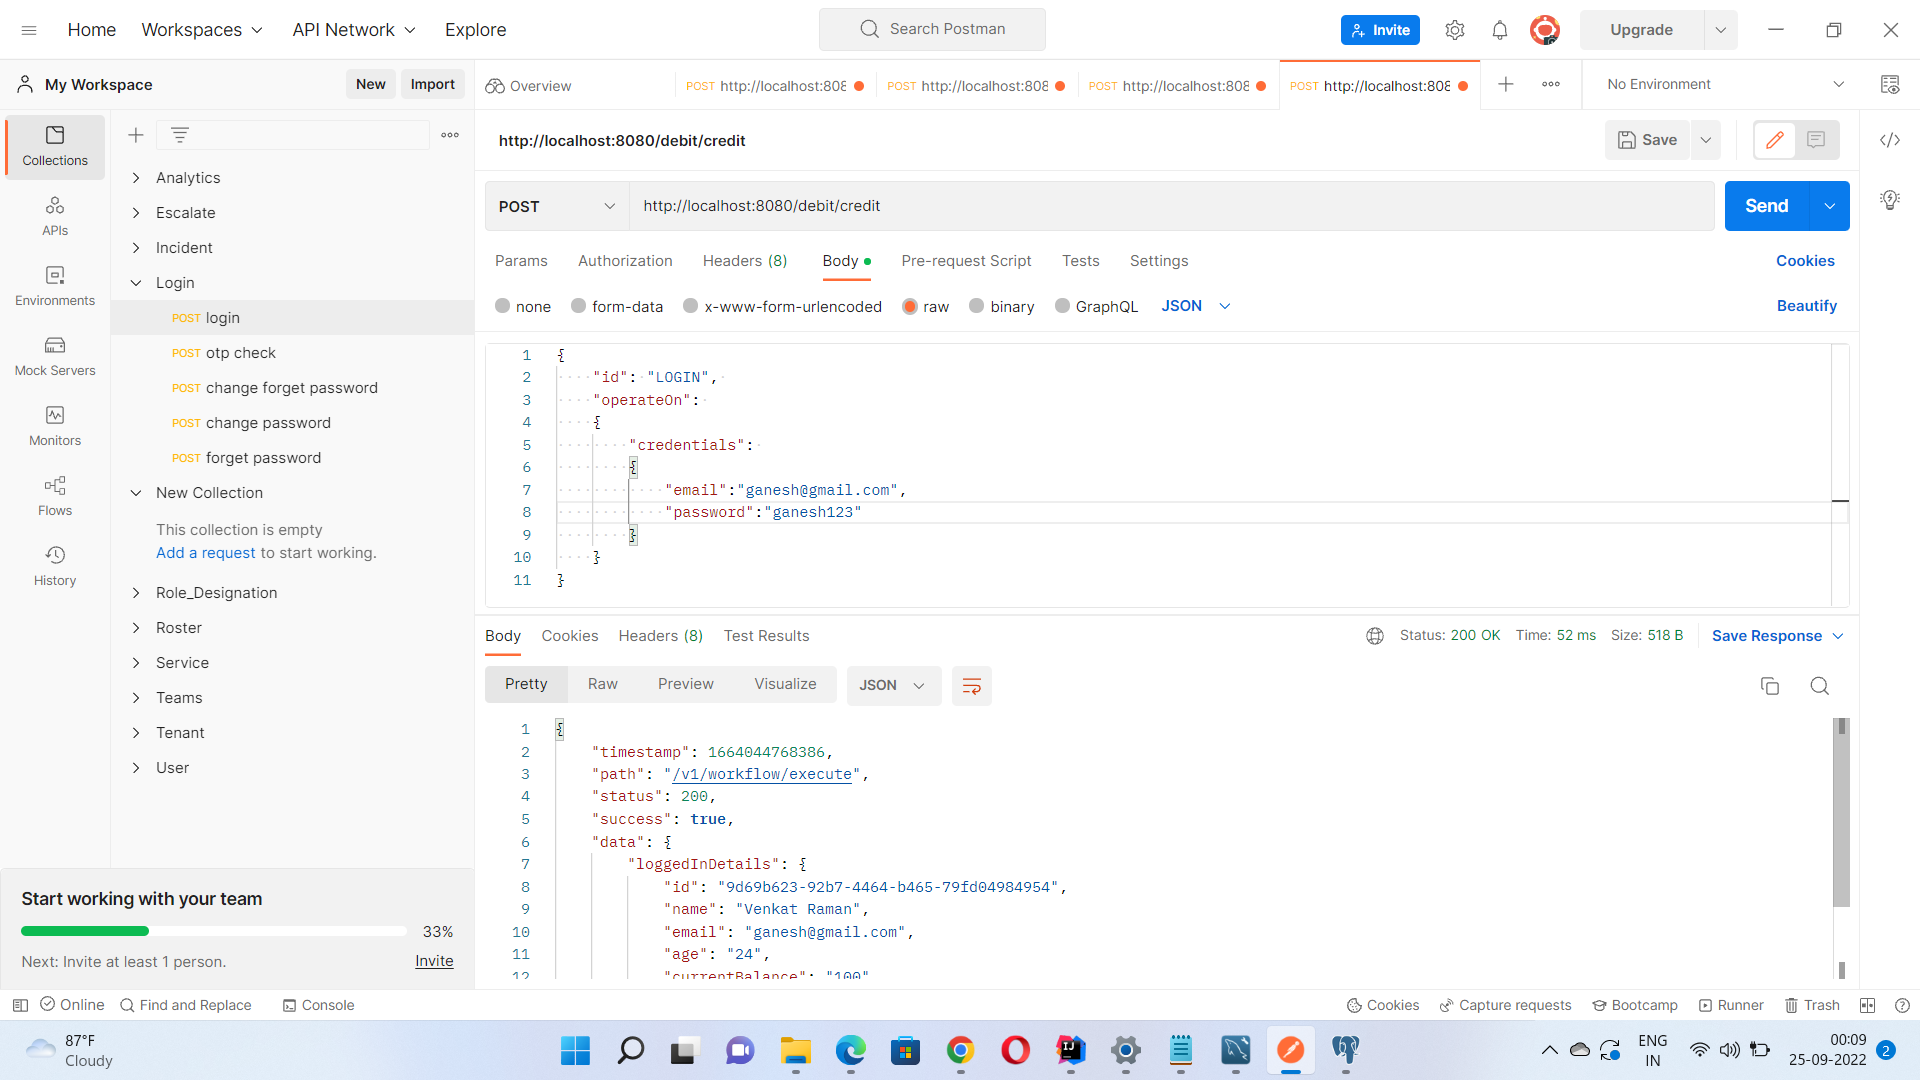 Home
Workspaces
API Network
Explore
Search Postman
Invite
Upgrade
My Workspace
New
Import
Overview
POST http://localhost:808
POST http://localhost:808
POST http://localhost:808
POST http://localhost:808
No Environment
Collections
APIs
Environments
Mock Servers
Monitors
Flows
History
Analytics
Escalate
Incident
Login
POST login
POST otp check
POST change forget password
POST change password
POST forget password
New Collection
This collection is empty
Add a request to start working.
Role_Designation
Roster
Service
Teams
Tenant
User
Start working with your team
33%
Next: Invite at least 1 person.
Invite
http://localhost:8080/debit/credit
Save
POST
http://localhost:8080/debit/credit
Send
Params
Authorization
Headers (8)
Body
Pre-request Script
Tests
Settings
Cookies
none
form-data
x-www-form-urlencoded
raw
binary
GraphQL
JSON
Beautify
1 {
2 "id": "LOGIN",
3 "operateOn":
4 {
5 "credentials":
6 {
7 "email":"ganesh@gmail.com",
8 "password":"ganesh123"
9 }
10 }
11 }
Body
Cookies
Headers (8)
Test Results
Status: 200 OK
Time: 52 ms
Size: 518 B
Save Response
Pretty
Raw
Preview
Visualize
JSON
1 {
2 "timestamp": 1664044768386,
3 "path": "/v1/workflow/execute",
4 "status": 200,
5 "success": true,
6 "data": {
7 "loggedInDetails": {
8 "id": "9d69b623-92b7-4464-b465-79fd04984954",
9 "name": "Venkat Raman",
10 "email": "ganesh@gmail.com",
11 "age": "24",
12 "currentBalance": "100"
Online
Find and Replace
Console
Cookies
Capture requests
Bootcamp
Runner
Trash
87°F
Cloudy
ENG
IN
00:09
25-09-2022
2